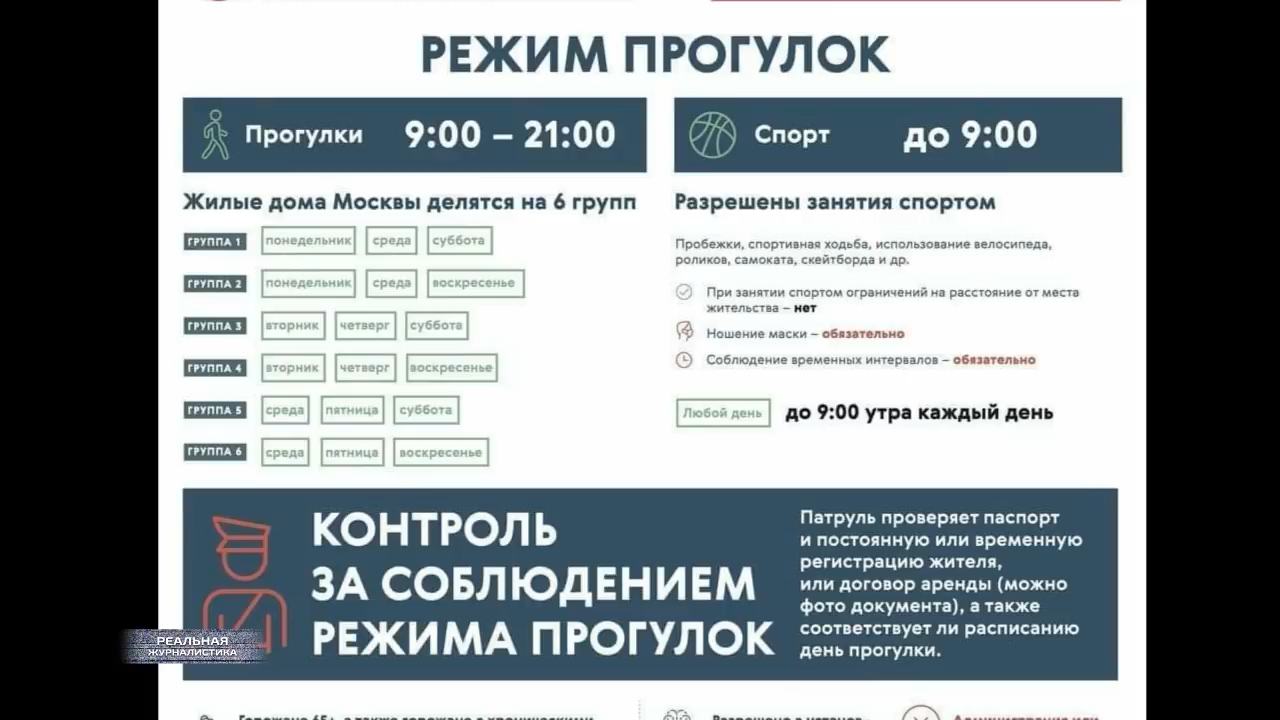 РЕЖИМ ПРОГУЛОК
Прогулки 9:00 – 21:00
Жилые дома Москвы делятся на 6 групп
ГРУППА 1 понедельник среда суббота
ГРУППА 2 понедельник среда воскресенье
ГРУППА 3 вторник четверг суббота
ГРУППА 4 вторник четверг воскресенье
ГРУППА 5 среда пятница суббота
ГРУППА 6 среда пятница воскресенье
Спорт до 9:00
Разрешены занятия спортом
Пробежки, спортивная ходьба, использование велосипеда,
роликов, самоката, скейтборда и др.
При занятии спортом ограничений на расстояние от места
жительства – нет
Ношение маски – обязательно
Соблюдение временных интервалов – обязательно
Любой день до 9:00 утра каждый день
КОНТРОЛЬ
ЗА СОБЛЮДЕНИЕМ
РЕЖИМА ПРОГУЛОК
Патруль проверяет паспорт
и постоянную или временную
регистрацию жителя,
или договор аренды (можно
фото документа), а также
соответствует ли расписанию
день прогулки.
РЕАЛЬНАЯ
ЖУРНАЛИСТИКА